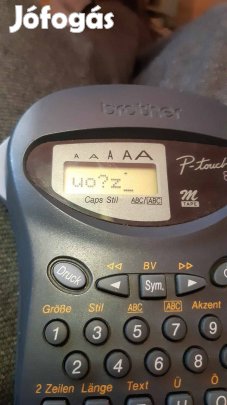 Jófogás
brother
A A A A A
P-touch
uo?z_
M
TAPE
Caps Stil ABC/ABC
Druck
◁◁ BV ▷▷
◀ Sym. ▶
Größe Stil ABC ABC Akzent
1 2 3 4 5
6 7 8 9
2 Zeilen Länge Text Ü Ö